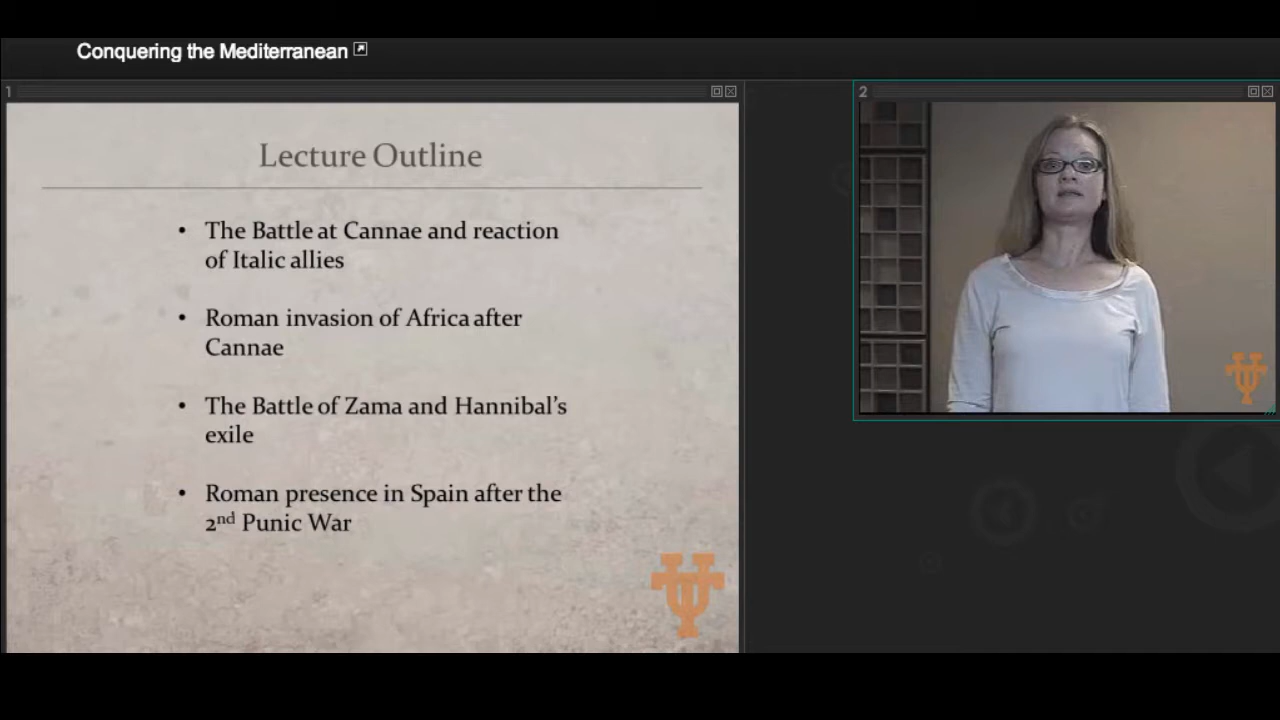 Conquering the Mediterranean
1
2
Lecture Outline
• The Battle at Cannae and reaction
of Italic allies
• Roman invasion of Africa after
Cannae
• The Battle of Zama and Hannibal's
exile
• Roman presence in Spain after the
2nd Punic War
UT
UT